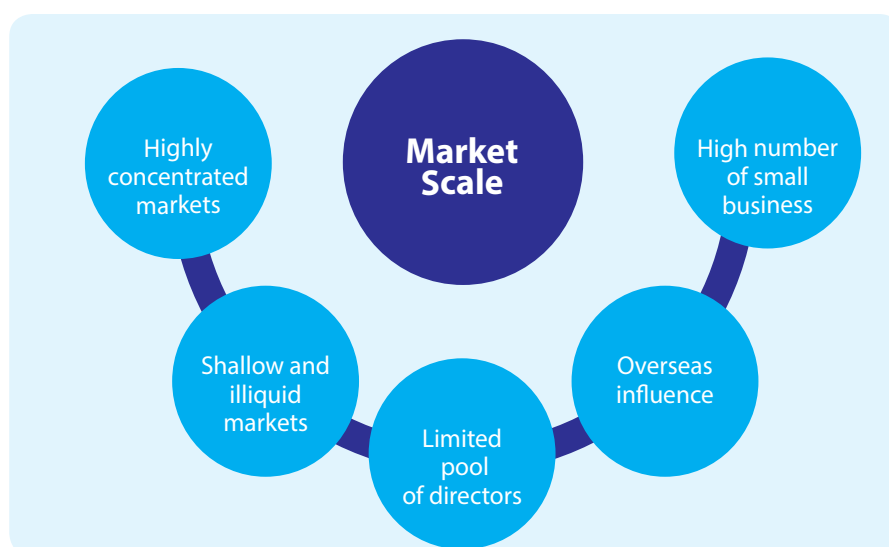 Market
Scale
Highly
concentrated
markets
Shallow and
illiquid
markets
Limited
pool
of directors
Overseas
influence
High number
of small
business